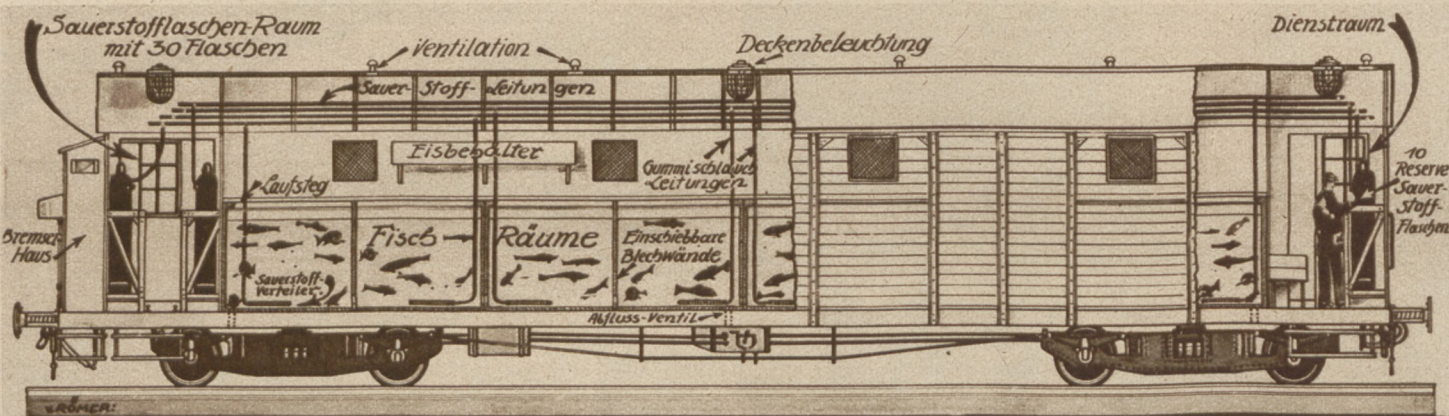 Sauerstofflaschen-Raum
mit 30 Flaschen
Ventilation
Deckenbeleuchtung
Dienstraum
Sauer-Stoff-Leitungen
Eisbehälter
Gummischlauch
Leitungen
10
Reserve
Sauer-
Stoff-
Flaschen
Laufsteg
Bremser-
Haus
Fisch-Räume
Einschiebbare
Blechwände
Sauerstoff-
Verteiler
Abfluss-Ventil
RÖMER: